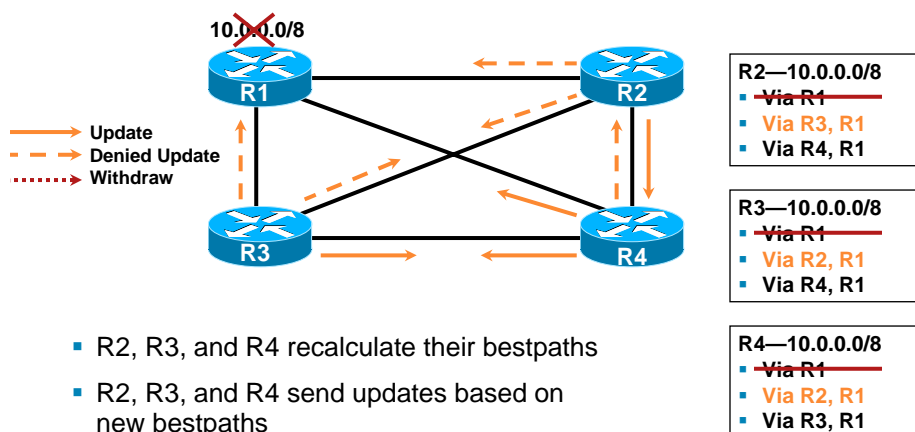 10.0.0.0/8
R1
R2
Update
Denied Update
Withdraw
R3
R4
R2—10.0.0.0/8
▪ Via R1
▪ Via R3, R1
▪ Via R4, R1
R3—10.0.0.0/8
▪ Via R1
▪ Via R2, R1
▪ Via R4, R1
R4—10.0.0.0/8
▪ Via R1
▪ Via R2, R1
▪ Via R3, R1
▪ R2, R3, and R4 recalculate their bestpaths
▪ R2, R3, and R4 send updates based on
new bestpaths